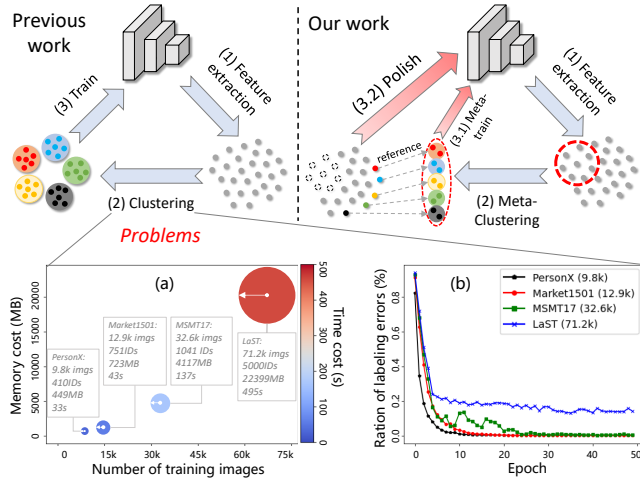 Previous work
(1) Feature extraction
(3) Train
(2) Clustering
Our work
(3.2) Polish
(3.1) Meta-train
(1) Feature extraction
reference
(2) Meta-Clustering
Problems
(a)
Memory cost (MB)
20000
15000
10000
5000
0
PersonX:
9.8k imgs
410IDs
449MB
33s
Market1501:
12.9k imgs
751IDs
723MB
43s
MSMT17:
32.6k imgs
1041 IDs
4117MB
137s
LaST:
71.2k imgs
5000IDs
22399MB
495s
0 15k 30k 45k 60k 75k
Number of training images
500
400
300
200
100
0
Time cost (s)
(b)
Ration of labeling errors (%)
1.0
0.8
0.6
0.4
0.2
0.0
PersonX (9.8k)
Market1501 (12.9k)
MSMT17 (32.6k)
LaST (71.2k)
0 10 20 30 40 50
Epoch